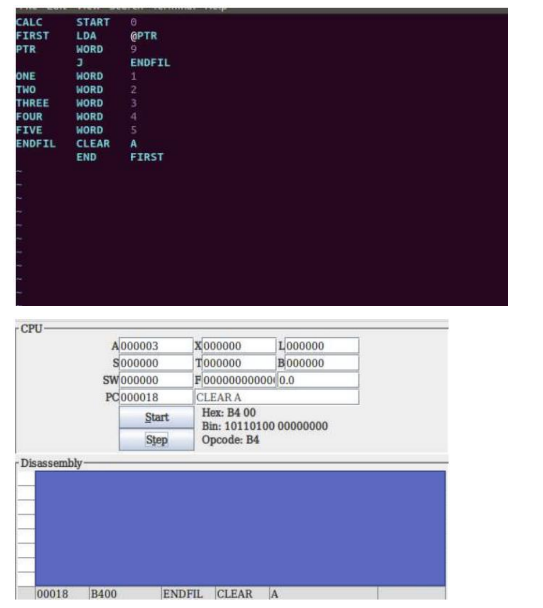 CALC START 0
FIRST LDA @PTR
PTR WORD 9
J ENDFIL
ONE WORD 1
TWO WORD 2
THREE WORD 3
FOUR WORD 4
FIVE WORD 5
ENDFIL CLEAR A
END FIRST
~
~
~
~
~
~
~
~
~
~
CPU
A 000003 X 000000 L 000000
S 000000 T 000000 B 000000
SW 000000 F 000000000000 0.0
PC 000018 CLEAR A
Start Hex: B4 00
Bin: 10110100 00000000
Step Opcode: B4
Disassembly
00018 B400 ENDFIL CLEAR A